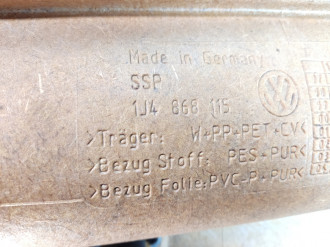 Made in Germany
SSP
1J4 868 115
>Träger: W+PP+PET+CV<
>Bezug Stoff: PES+PUR<
>Bezug Folie: PVC-P+PUR<